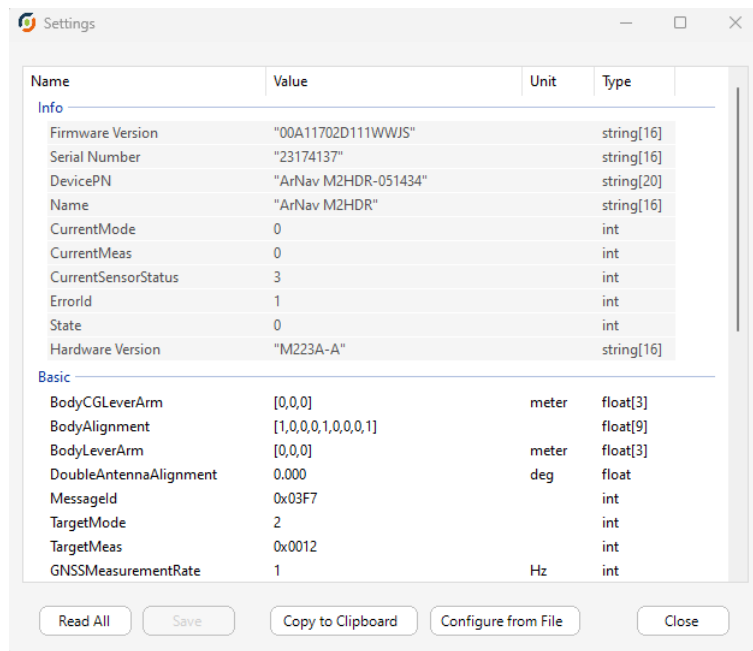 Settings
Name Value Unit Type
Info
Firmware Version "00A11702D111WWJS" string[16]
Serial Number "23174137" string[16]
DevicePN "ArNav M2HDR-051434" string[20]
Name "ArNav M2HDR" string[16]
CurrentMode 0 int
CurrentMeas 0 int
CurrentSensorStatus 3 int
ErrorId 1 int
State 0 int
Hardware Version "M223A-A" string[16]
Basic
BodyCGLeverArm [0,0,0] meter float[3]
BodyAlignment [1,0,0,0,1,0,0,0,1] float[9]
BodyLeverArm [0,0,0] meter float[3]
DoubleAntennaAlignment 0.000 deg float
MessageId 0x03F7 int
TargetMode 2 int
TargetMeas 0x0012 int
GNSSMeasurementRate 1 Hz int
Read All Save Copy to Clipboard Configure from File Close